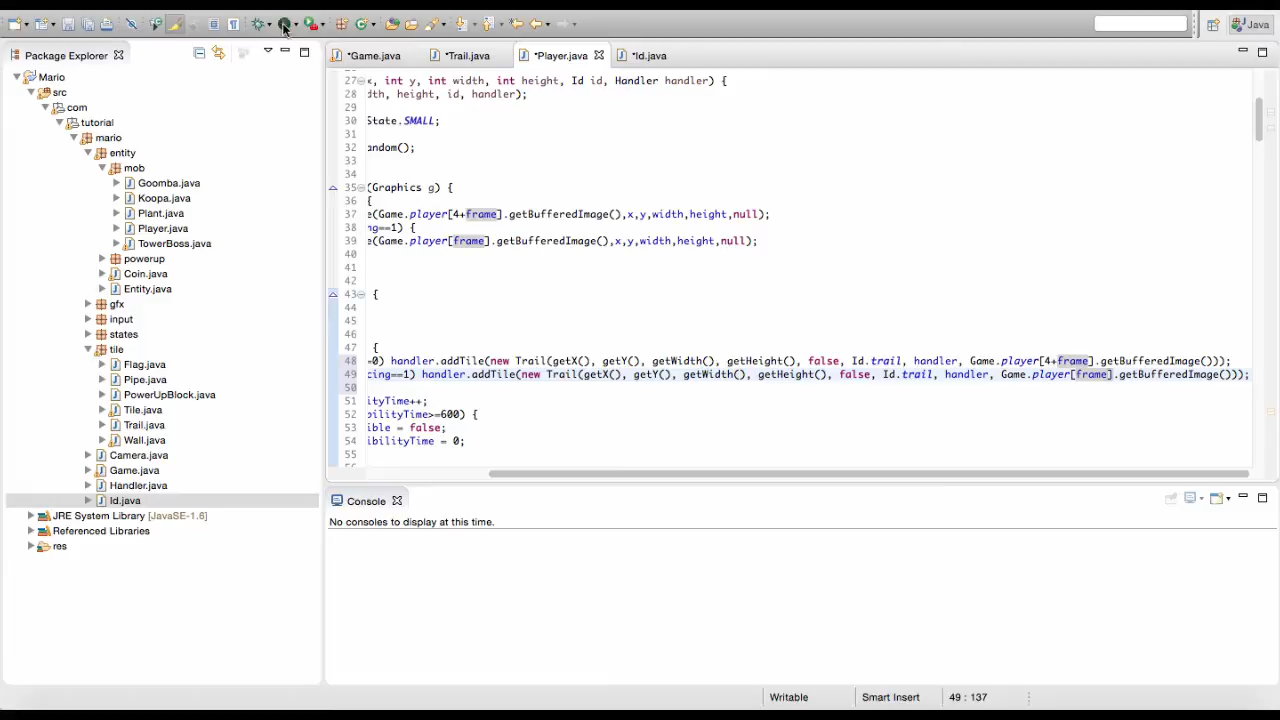 Java
Package Explorer
*Game.java
*Trail.java
*Player.java
*Id.java
Mario
src
com
tutorial
mario
entity
mob
Goomba.java
Koopa.java
Plant.java
Player.java
TowerBoss.java
powerup
Coin.java
Entity.java
gfx
input
states
tile
Flag.java
Pipe.java
PowerUpBlock.java
Tile.java
Trail.java
Wall.java
Camera.java
Game.java
Handler.java
Id.java
JRE System Library [JavaSE-1.6]
Referenced Libraries
res
27 x, int y, int width, int height, Id id, Handler handler) {
28 dth, height, id, handler);
29
30 State.SMALL;
31
32 andom();
33
34
35 (Graphics g) {
36 {
37 e(Game.player[4+frame].getBufferedImage(),x,y,width,height,null);
38 ng==1) {
39 e(Game.player[frame].getBufferedImage(),x,y,width,height,null);
40
41
42
43 {
44
45
46
47 {
48 =0) handler.addTile(new Trail(getX(), getY(), getWidth(), getHeight(), false, Id.trail, handler, Game.player[4+frame].getBufferedImage()));
49 cing==1) handler.addTile(new Trail(getX(), getY(), getWidth(), getHeight(), false, Id.trail, handler, Game.player[frame].getBufferedImage()));
50
51 ityTime++;
52 bilityTime>=600) {
53 ible = false;
54 ibilityTime = 0;
55
Console
No consoles to display at this time.
Writable
Smart Insert
49 : 137